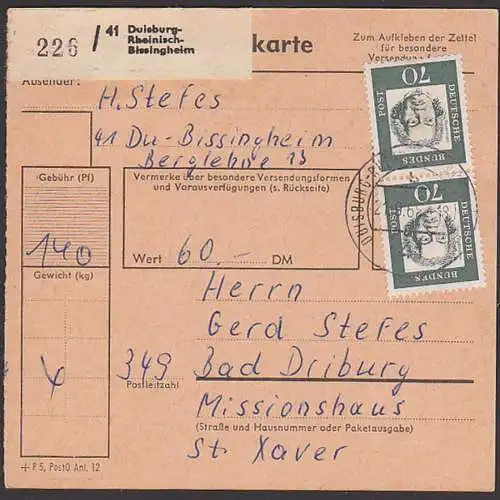 226 / 41 Duisburg-
Rheinisch-
Bissingheim
karte
Zum Aufkleben der Zettel
für besondere
Absender:
H. Stefes
41 Du-Bissingheim
Berglehne 13
70
POST
DEUTSCHE
BUNDES
70
POST
DEUTSCHE
BUNDES
DUISBURG-
Gebühr (Pf)
140
Gewicht (kg)
4
Vermerke über besondere Versendungsformen
und Vorausverfügungen (s. Rückseite)
Wert 60.- DM
Herrn
Gerd Stefes
349 Bad Driburg
Postleitzahl
Missionshaus
(Straße und Hausnummer oder Paketausgabe)
St. Xaver
+ P 5, PostO Anl. 12